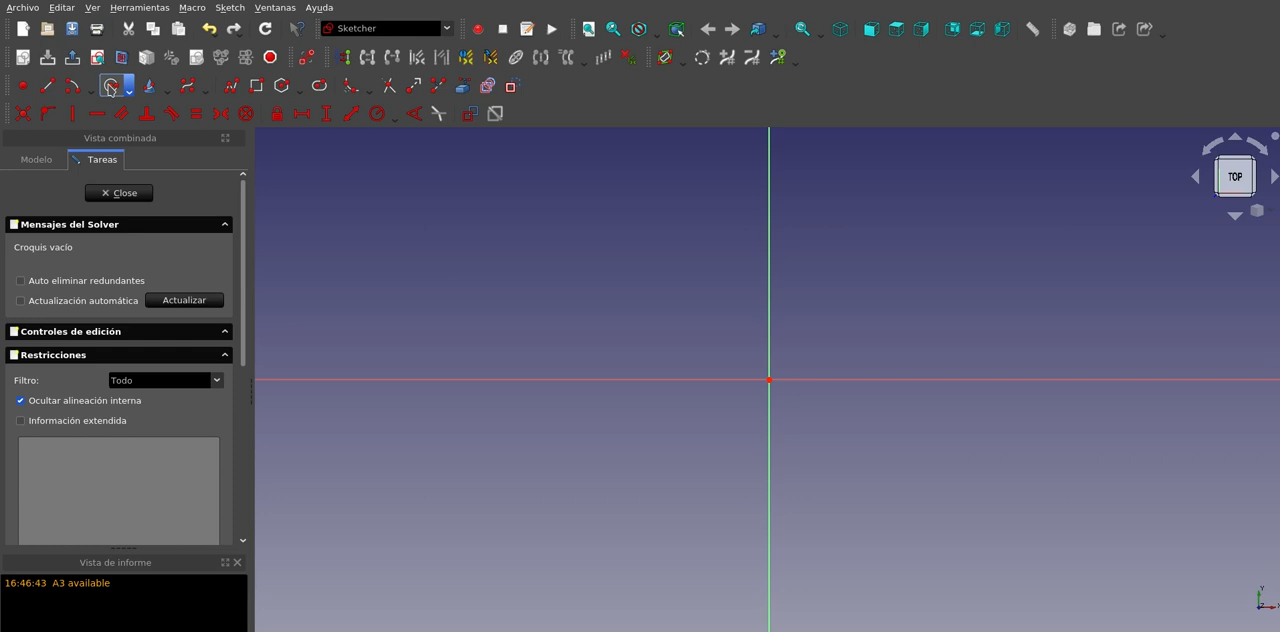 Archivo Editar Ver Herramientas Macro Sketch Ventanas Ayuda
Sketcher
Vista combinada
Modelo Tareas
Close
Mensajes del Solver
Croquis vacío
Auto eliminar redundantes
Actualización automática Actualizar
Controles de edición
Restricciones
Filtro: Todo
Ocultar alineación interna
Información extendida
Vista de informe
16:46:43 A3 available
TOP
Y
Z
X